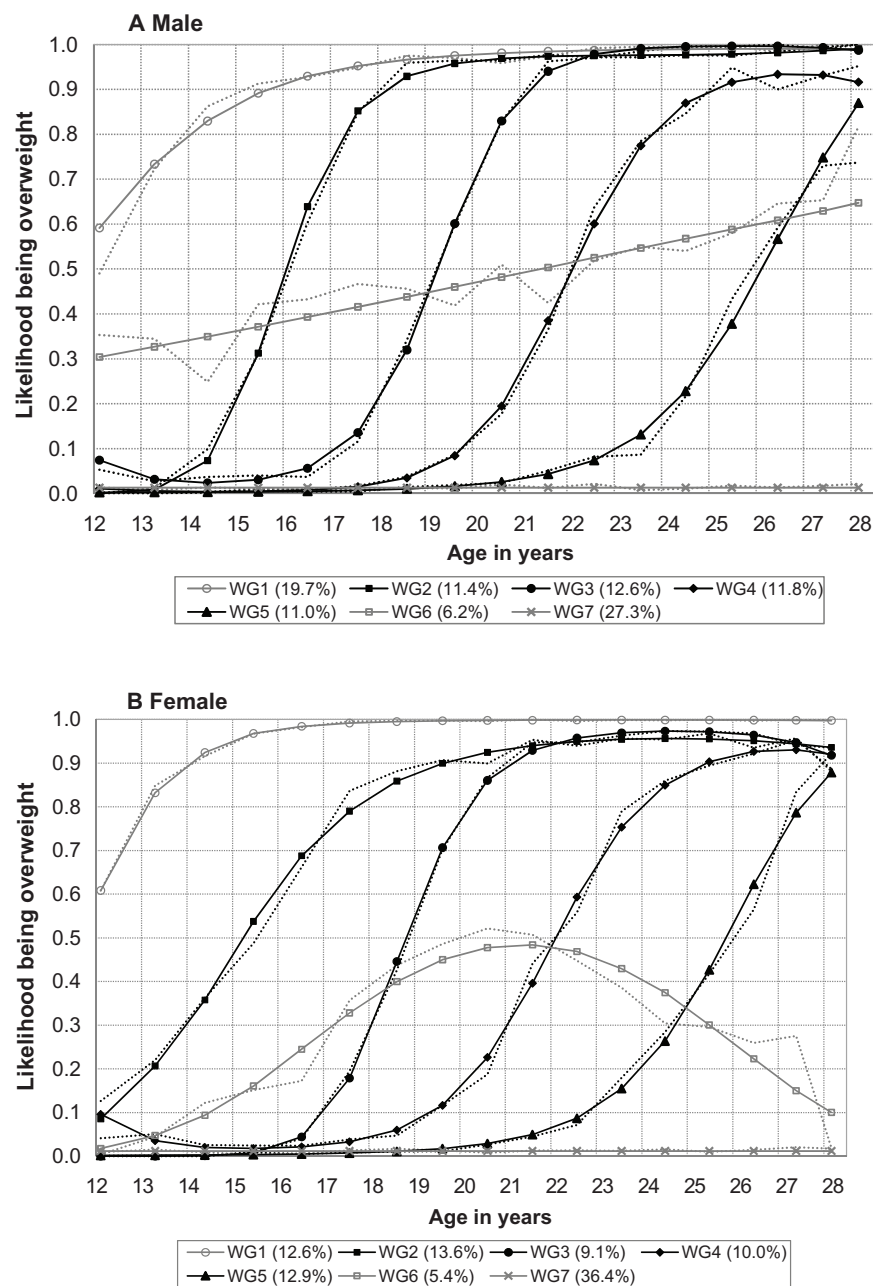 A Male
Likelihood being overweight
1.0
0.9
0.8
0.7
0.6
0.5
0.4
0.3
0.2
0.1
0.0
12 13 14 15 16 17 18 19 20 21 22 23 24 25 26 27 28
Age in years
WG1 (19.7%) WG2 (11.4%) WG3 (12.6%) WG4 (11.8%)
WG5 (11.0%) WG6 (6.2%) WG7 (27.3%)
B Female
Likelihood being overweight
1.0
0.9
0.8
0.7
0.6
0.5
0.4
0.3
0.2
0.1
0.0
12 13 14 15 16 17 18 19 20 21 22 23 24 25 26 27 28
Age in years
WG1 (12.6%) WG2 (13.6%) WG3 (9.1%) WG4 (10.0%)
WG5 (12.9%) WG6 (5.4%) WG7 (36.4%)